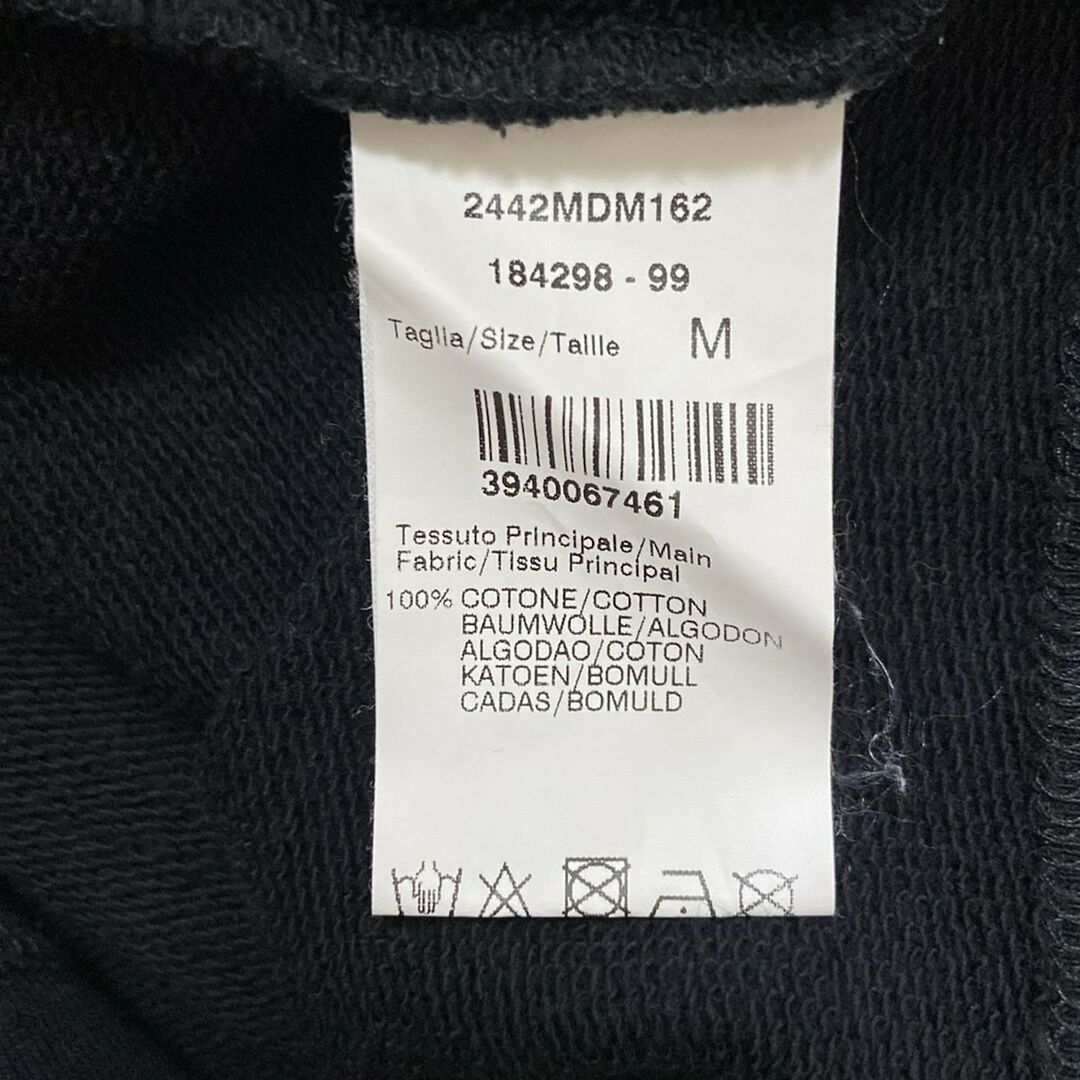 2442MDM162
184298 - 99
Taglia/Size/Taille M
3940067461
Tessuto Principale/Main
Fabric/Tissu Principal
100% COTONE/COTTON
BAUMWOLLE/ALGODON
ALGODAO/COTON
KATOEN/BOMULL
CADAS/BOMULD